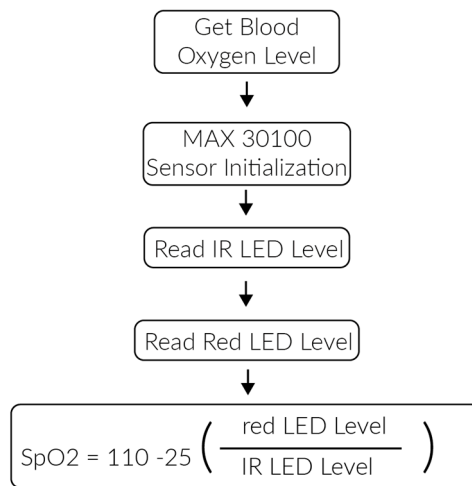 Get Blood
Oxygen Level
MAX 30100
Sensor Initialization
Read IR LED Level
Read Red LED Level
red LED Level
SpO2 = 110 -25 ( )
IR LED Level